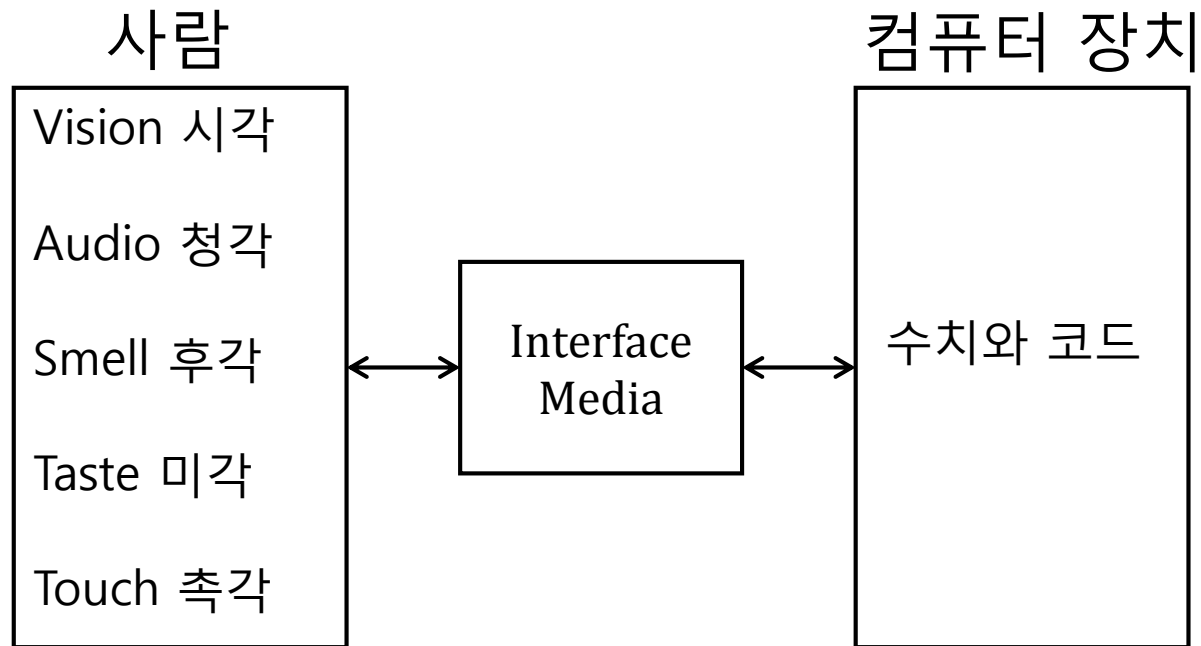 사람
컴퓨터 장치
Vision 시각
Audio 청각
Smell 후각
Taste 미각
Touch 촉각
Interface
Media
수치와 코드